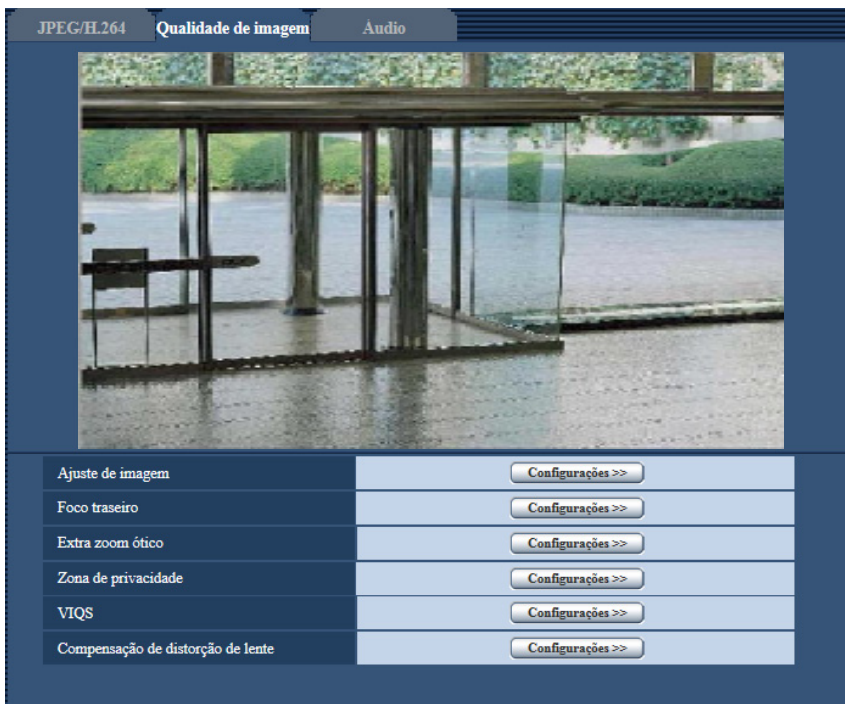 JPEG/H.264 Qualidade de imagem Áudio
Ajuste de imagem Configurações >>
Foco traseiro Configurações >>
Extra zoom ótico Configurações >>
Zona de privacidade Configurações >>
VIQS Configurações >>
Compensação de distorção de lente Configurações >>